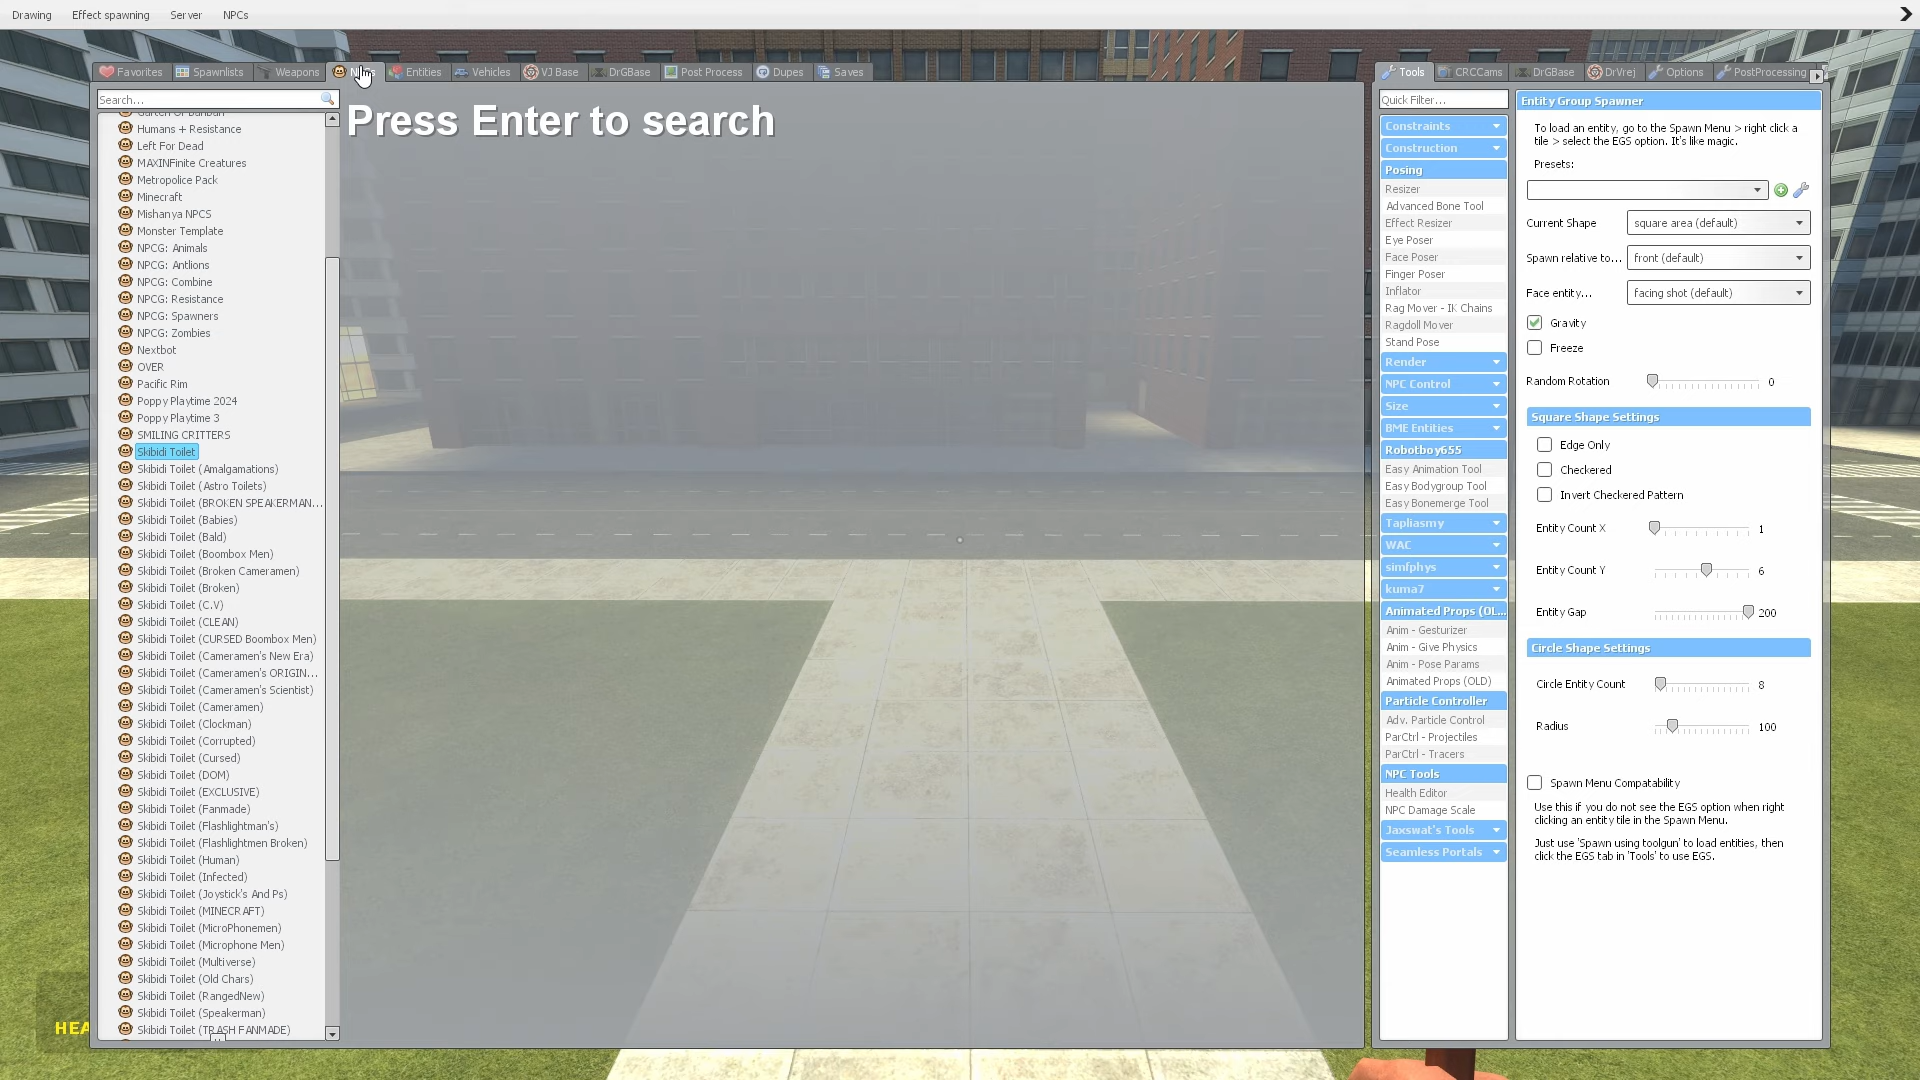 Drawing Effect spawning Server NPCs
Favorites Spawnlists Weapons Entities Vehicles VJ Base DrGBase Post Process Dupes Saves
Search...
Press Enter to search
Humans + Resistance
Left For Dead
MAXINFinite Creatures
Metropolice Pack
Minecraft
Mishanya NPCS
Monster Template
NPCG: Animals
NPCG: Antlions
NPCG: Combine
NPCG: Resistance
NPCG: Spawners
NPCG: Zombies
Nextbot
OVER
Pacific Rim
Poppy Playtime 2024
Poppy Playtime 3
SMILING CRITTERS
Skibidi Toilet
Skibidi Toilet (Amalgamations)
Skibidi Toilet (Astro Toilets)
Skibidi Toilet (BROKEN SPEAKERMAN...
Skibidi Toilet (Babies)
Skibidi Toilet (Bald)
Skibidi Toilet (Boombox Men)
Skibidi Toilet (Broken Cameramen)
Skibidi Toilet (Broken)
Skibidi Toilet (C.V)
Skibidi Toilet (CLEAN)
Skibidi Toilet (CURSED Boombox Men)
Skibidi Toilet (Cameramen's New Era)
Skibidi Toilet (Cameramen's ORIGIN...
Skibidi Toilet (Cameramen's Scientist)
Skibidi Toilet (Cameramen)
Skibidi Toilet (Clockman)
Skibidi Toilet (Corrupted)
Skibidi Toilet (Cursed)
Skibidi Toilet (DOM)
Skibidi Toilet (EXCLUSIVE)
Skibidi Toilet (Fanmade)
Skibidi Toilet (Flashlightman's)
Skibidi Toilet (Flashlightmen Broken)
Skibidi Toilet (Human)
Skibidi Toilet (Infected)
Skibidi Toilet (Joystick's And Ps)
Skibidi Toilet (MINECRAFT)
Skibidi Toilet (MicroPhonemen)
Skibidi Toilet (Microphone Men)
Skibidi Toilet (Multiverse)
Skibidi Toilet (Old Chars)
Skibidi Toilet (RangedNew)
Skibidi Toilet (Speakerman)
Skibidi Toilet (TRASH FANMADE)
HEA
Tools CRCCams DrGBase DrVrej Options PostProcessing
Quick Filter...
Constraints
Construction
Posing
Resizer
Advanced Bone Tool
Effect Resizer
Eye Poser
Face Poser
Finger Poser
Inflator
Rag Mover - IK Chains
Ragdoll Mover
Stand Pose
Render
NPC Control
Size
BME Entities
Robotboy655
Easy Animation Tool
Easy Bodygroup Tool
Easy Bonemerge Tool
Tapliasmy
WAC
simfphys
kuma7
Animated Props (OL...
Anim - Gesturizer
Anim - Give Physics
Anim - Pose Params
Animated Props (OLD)
Particle Controller
Adv. Particle Control
ParCtrl - Projectiles
ParCtrl - Tracers
NPC Tools
Health Editor
NPC Damage Scale
Jaxswat's Tools
Seamless Portals
Entity Group Spawner
To load an entity, go to the Spawn Menu > right click a
tile > select the EGS option. It's like magic.
Presets:
Current Shape square area (default)
Spawn relative to... front (default)
Face entity... facing shot (default)
Gravity
Freeze
Random Rotation 0
Square Shape Settings
Edge Only
Checkered
Invert Checkered Pattern
Entity Count X 1
Entity Count Y 6
Entity Gap 200
Circle Shape Settings
Circle Entity Count 8
Radius 100
Spawn Menu Compatability
Use this if you do not see the EGS option when right
clicking an entity tile in the Spawn Menu.
Just use 'Spawn using toolgun' to load entities, then
click the EGS tab in 'Tools' to use EGS.